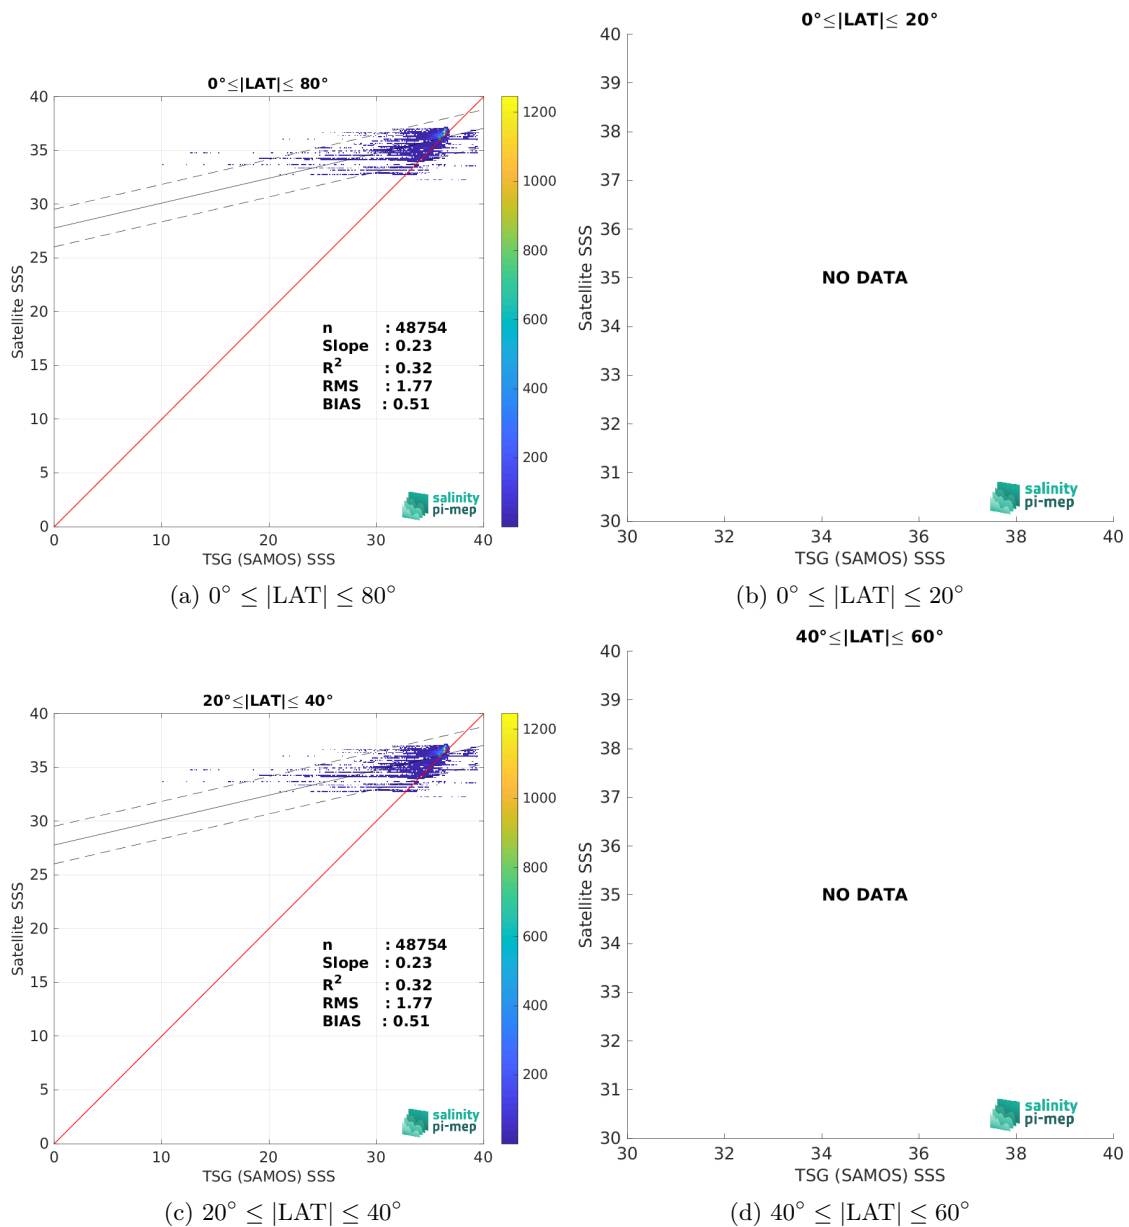 0°≤|LAT|≤ 80°
40
35
30
25
20
15
10
5
0
Satellite SSS
0
10
20
30
40
TSG (SAMOS) SSS
n : 48754
Slope : 0.23
R² : 0.32
RMS : 1.77
BIAS : 0.51
salinity
pi-mep
1200
1000
800
600
400
200
(a) 0° ≤ |LAT| ≤ 80°
0°≤|LAT|≤ 20°
40
39
38
37
36
35
34
33
32
31
30
Satellite SSS
NO DATA
salinity
pi-mep
30
32
34
36
38
40
TSG (SAMOS) SSS
(b) 0° ≤ |LAT| ≤ 20°
20°≤|LAT|≤ 40°
40
35
30
25
20
15
10
5
0
Satellite SSS
0
10
20
30
40
TSG (SAMOS) SSS
n : 48754
Slope : 0.23
R² : 0.32
RMS : 1.77
BIAS : 0.51
salinity
pi-mep
1200
1000
800
600
400
200
(c) 20° ≤ |LAT| ≤ 40°
40°≤|LAT|≤ 60°
40
39
38
37
36
35
34
33
32
31
30
Satellite SSS
NO DATA
salinity
pi-mep
30
32
34
36
38
40
TSG (SAMOS) SSS
(d) 40° ≤ |LAT| ≤ 60°